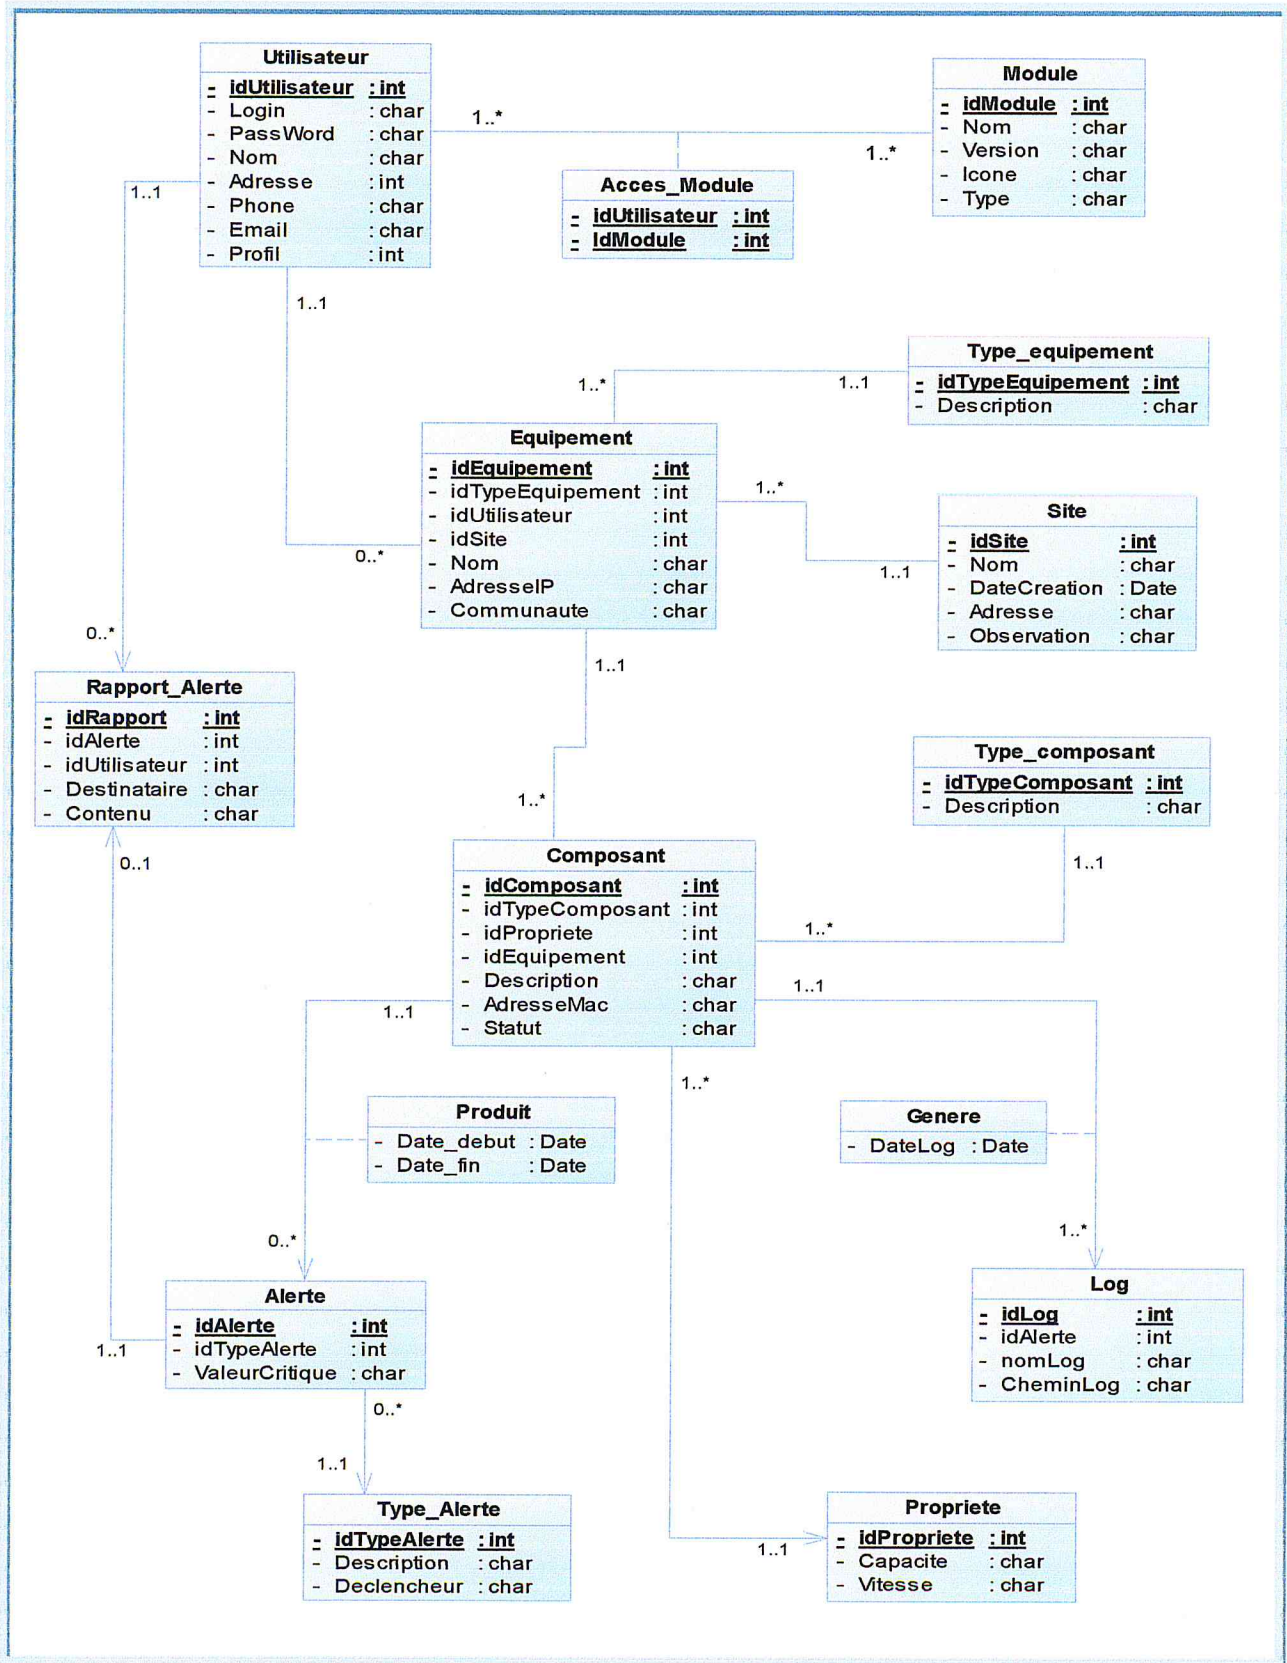 Utilisateur
- idUtilisateur : int
- Login : char
- PassWord : char
- Nom : char
- Adresse : int
- Phone : char
- Email : char
- Profil : int
Module
- idModule : int
- Nom : char
- Version : char
- Icone : char
- Type : char
1..*
1..*
Acces_Module
- idUtilisateur : int
- IdModule : int
1..1
1..1
Type_equipement
- idTypeEquipement : int
- Description : char
1..*
1..1
Equipement
- idEquipement : int
- idTypeEquipement : int
- idUtilisateur : int
- idSite : int
- Nom : char
- AdresseIP : char
- Communaute : char
1..*
1..1
0..*
Site
- idSite : int
- Nom : char
- DateCreation : Date
- Adresse : char
- Observation : char
0..*
1..1
Rapport_Alerte
- idRapport : int
- idAlerte : int
- idUtilisateur : int
- Destinataire : char
- Contenu : char
Type_composant
- idTypeComposant : int
- Description : char
1..*
0..1
1..1
Composant
- idComposant : int
- idTypeComposant : int
- idPropriete : int
- idEquipement : int
- Description : char
- AdresseMac : char
- Statut : char
1..*
1..1
1..1
1..*
Produit
- Date_debut : Date
- Date_fin : Date
Genere
- DateLog : Date
0..*
1..*
Alerte
- idAlerte : int
- idTypeAlerte : int
- ValeurCritique : char
1..1
Log
- idLog : int
- idAlerte : int
- nomLog : char
- CheminLog : char
0..*
1..1
Type_Alerte
- idTypeAlerte : int
- Description : char
- Declencheur : char
1..1
Propriete
- idPropriete : int
- Capacite : char
- Vitesse : char